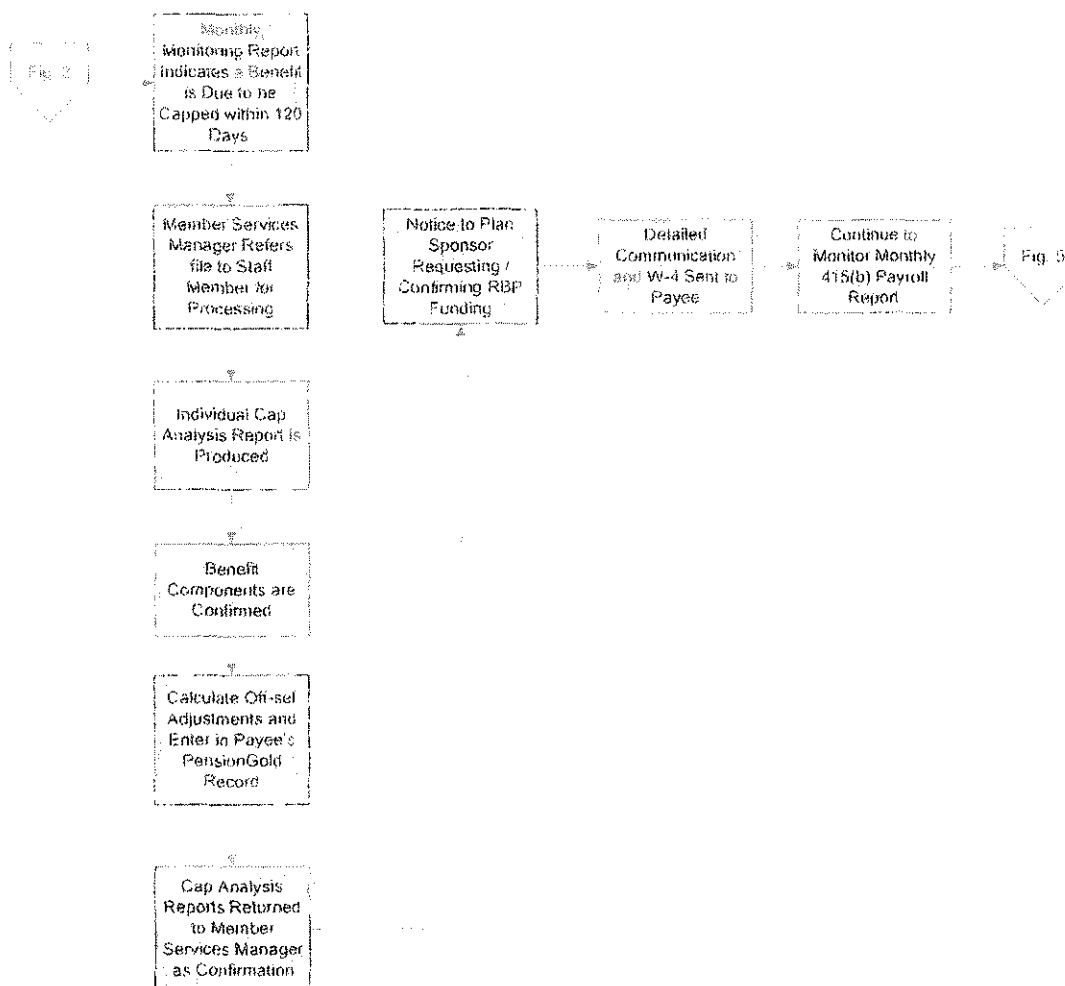 Fig. 2
Monthly
Monitoring Report
Indicates a Benefit
is Due to be
Capped within 120
Days
Member Services
Manager Refers
file to Staff
Member for
Processing
Individual Cap
Analysis Report is
Produced
Benefit
Components are
Confirmed
Calculate Off-set
Adjustments and
Enter in Payee's
PensionGold
Record
Cap Analysis
Reports Returned
to Member
Services Manager
as Confirmation
Notice to Plan
Sponsor
Requesting /
Confirming RBP
Funding
Detailed
Communication
and W-4 Sent to
Payee
Continue to
Monitor Monthly
415(b) Payroll
Report
Fig. 5